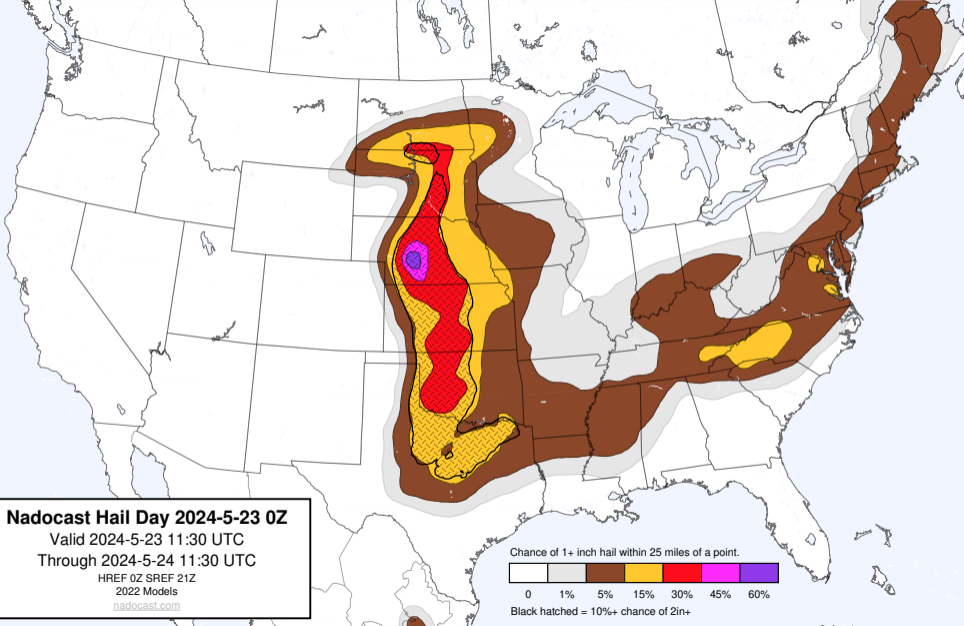 Nadocast Hail Day 2024-5-23 0Z
Valid 2024-5-23 11:30 UTC
Through 2024-5-24 11:30 UTC
HREF 0Z SREF 21Z
2022 Models
nadocast.com
Chance of 1+ inch hail within 25 miles of a point.
0 1% 5% 15% 30% 45% 60%
Black hatched = 10%+ chance of 2in+